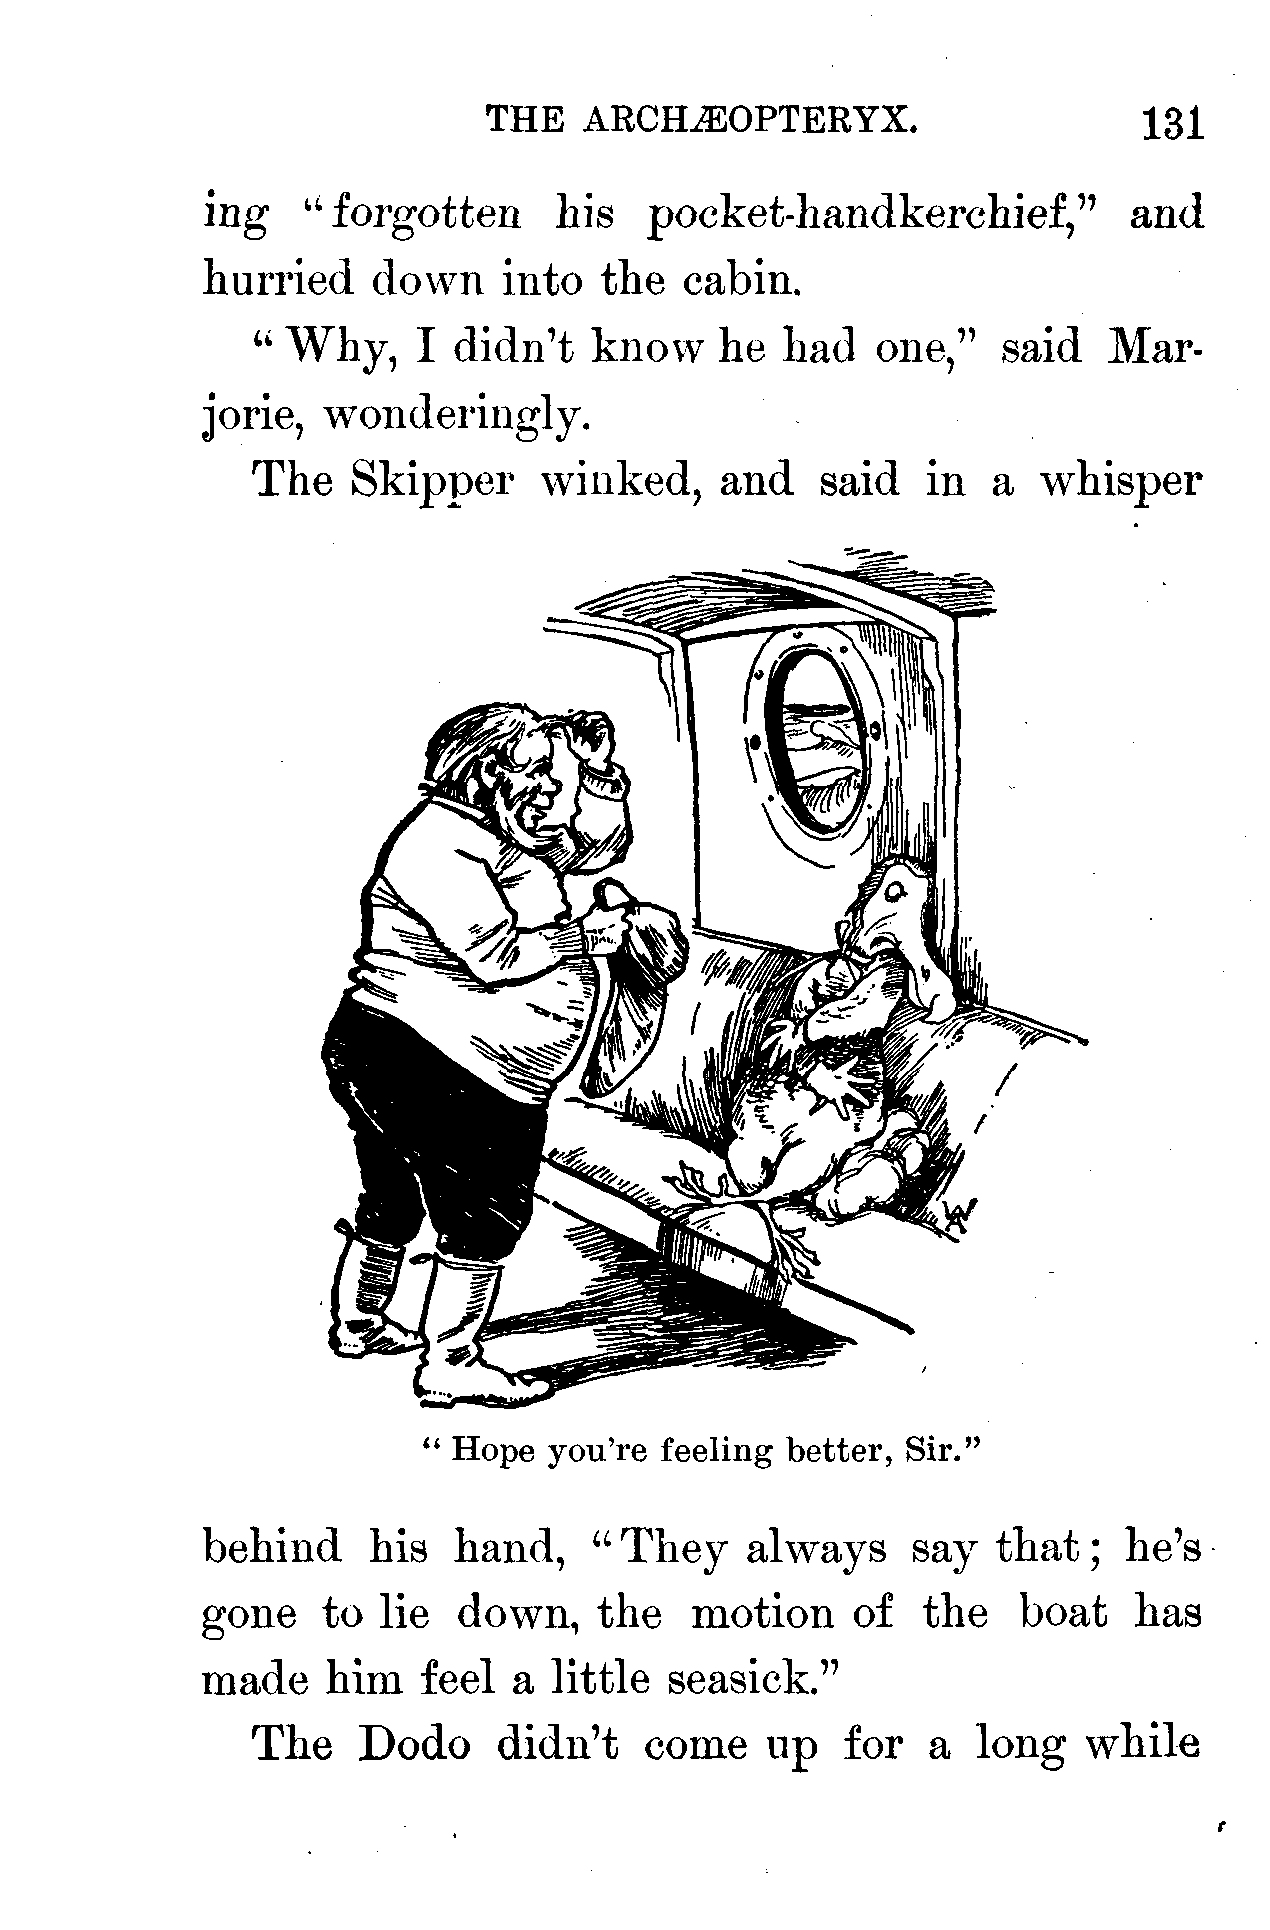 THE ARCHÆOPTERYX. 131
ing “forgotten his pocket-handkerchief,” and
hurried down into the cabin.
“Why, I didn’t know he had one,” said Mar-
jorie, wonderingly.
The Skipper winked, and said in a whisper
“Hope you’re feeling better, Sir.”
behind his hand, “They always say that; he’s
gone to lie down, the motion of the boat has
made him feel a little seasick.”
The Dodo didn’t come up for a long while